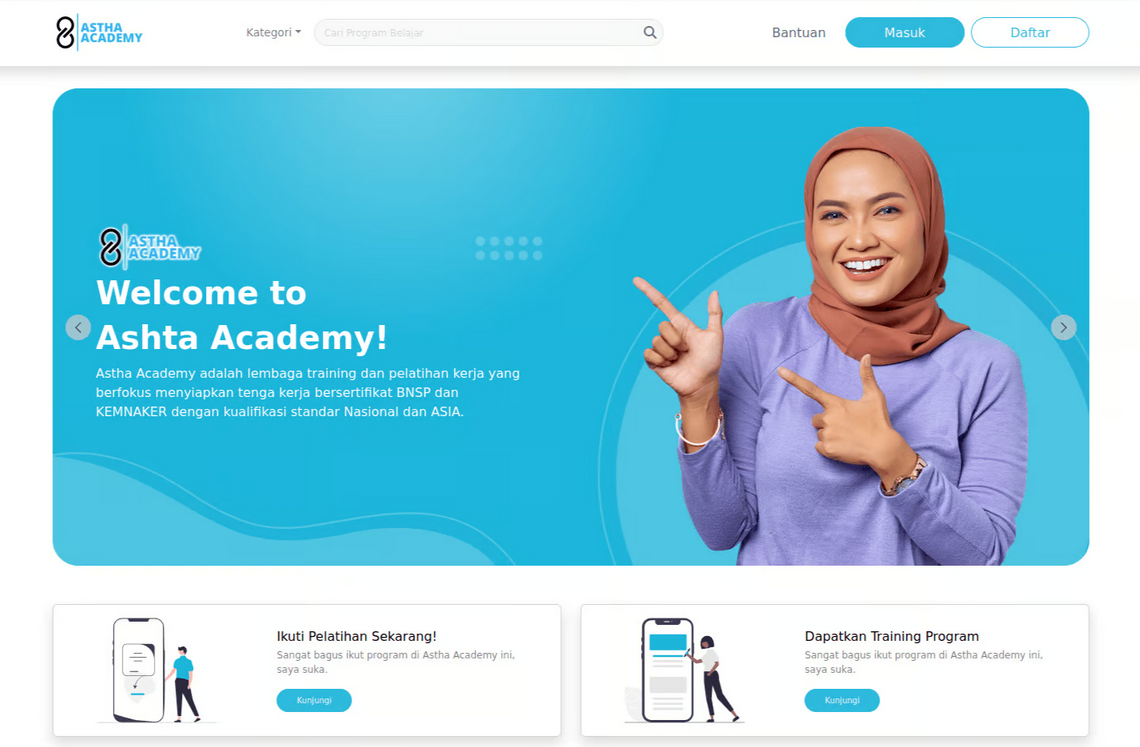 ASTHA
ACADEMY
Kategori
Cari Program Belajar
Bantuan
Masuk
Daftar
ASTHA
ACADEMY
Welcome to
Ashta Academy!
Astha Academy adalah lembaga training dan pelatihan kerja yang
berfokus menyiapkan tenga kerja bersertifikat BNSP dan
KEMNAKER dengan kualifikasi standar Nasional dan ASIA.
Ikuti Pelatihan Sekarang!
Sangat bagus ikut program di Astha Academy ini,
saya suka.
Kunjungi
Dapatkan Training Program
Sangat bagus ikut program di Astha Academy ini,
saya suka.
Kunjungi